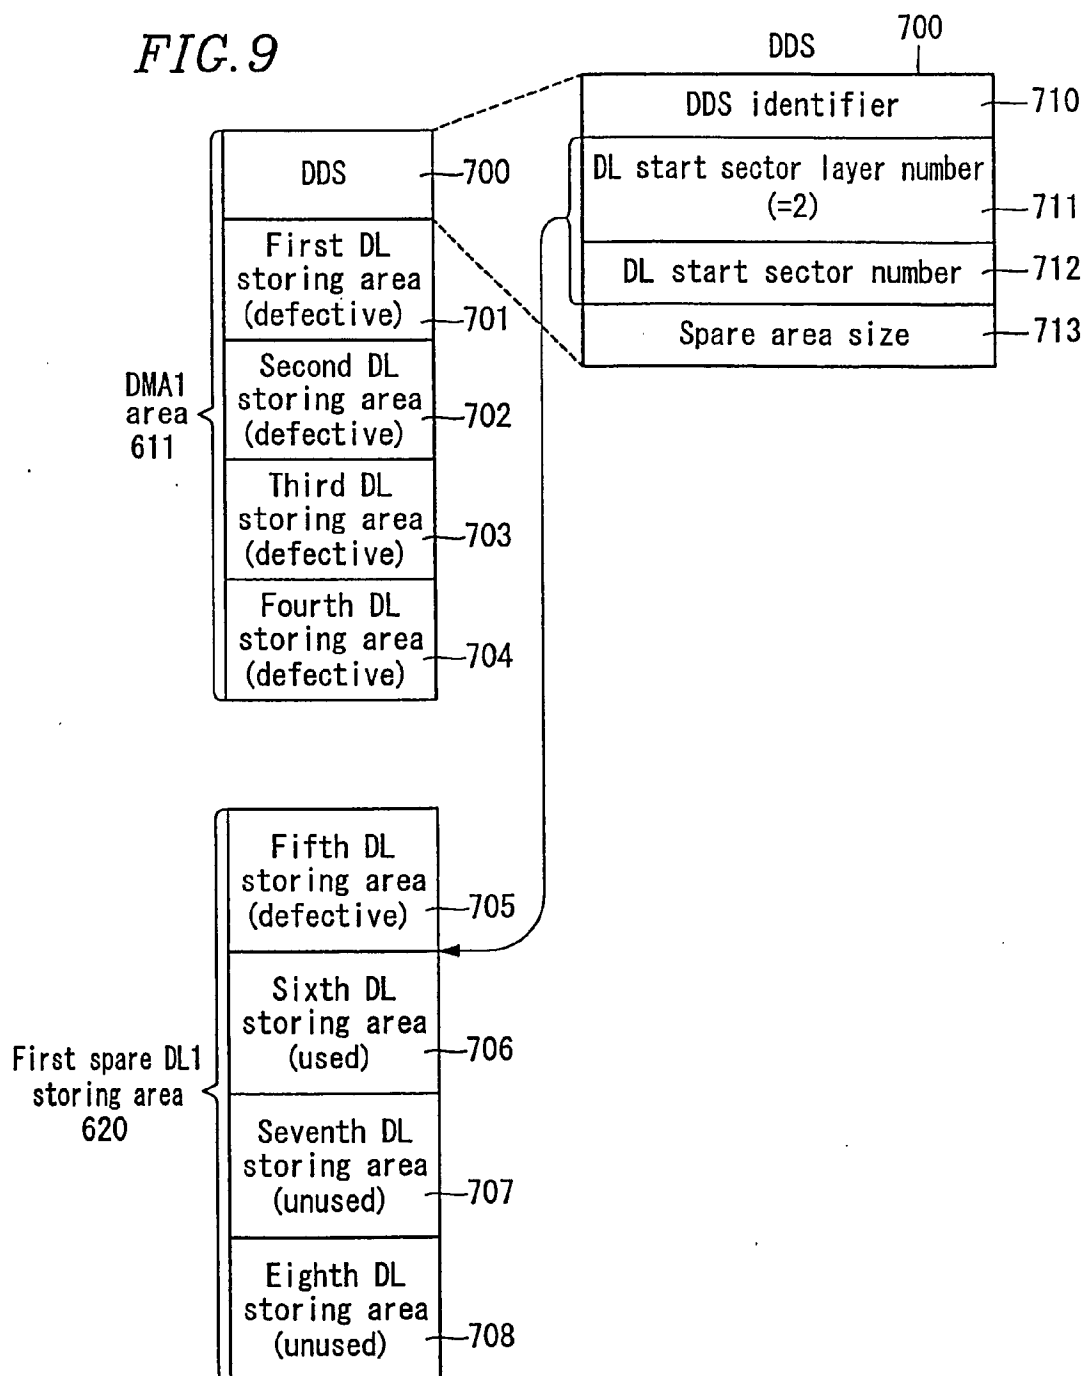 FIG.9
DDS
700
DDS identifier
710
DL start sector layer number
(=2)
711
DL start sector number
712
Spare area size
713
DDS
700
First DL
storing area
(defective)
701
Second DL
storing area
(defective)
702
Third DL
storing area
(defective)
703
Fourth DL
storing area
(defective)
704
DMA1
area
611
Fifth DL
storing area
(defective)
705
Sixth DL
storing area
(used)
706
Seventh DL
storing area
(unused)
707
Eighth DL
storing area
(unused)
708
First spare DL1
storing area
620